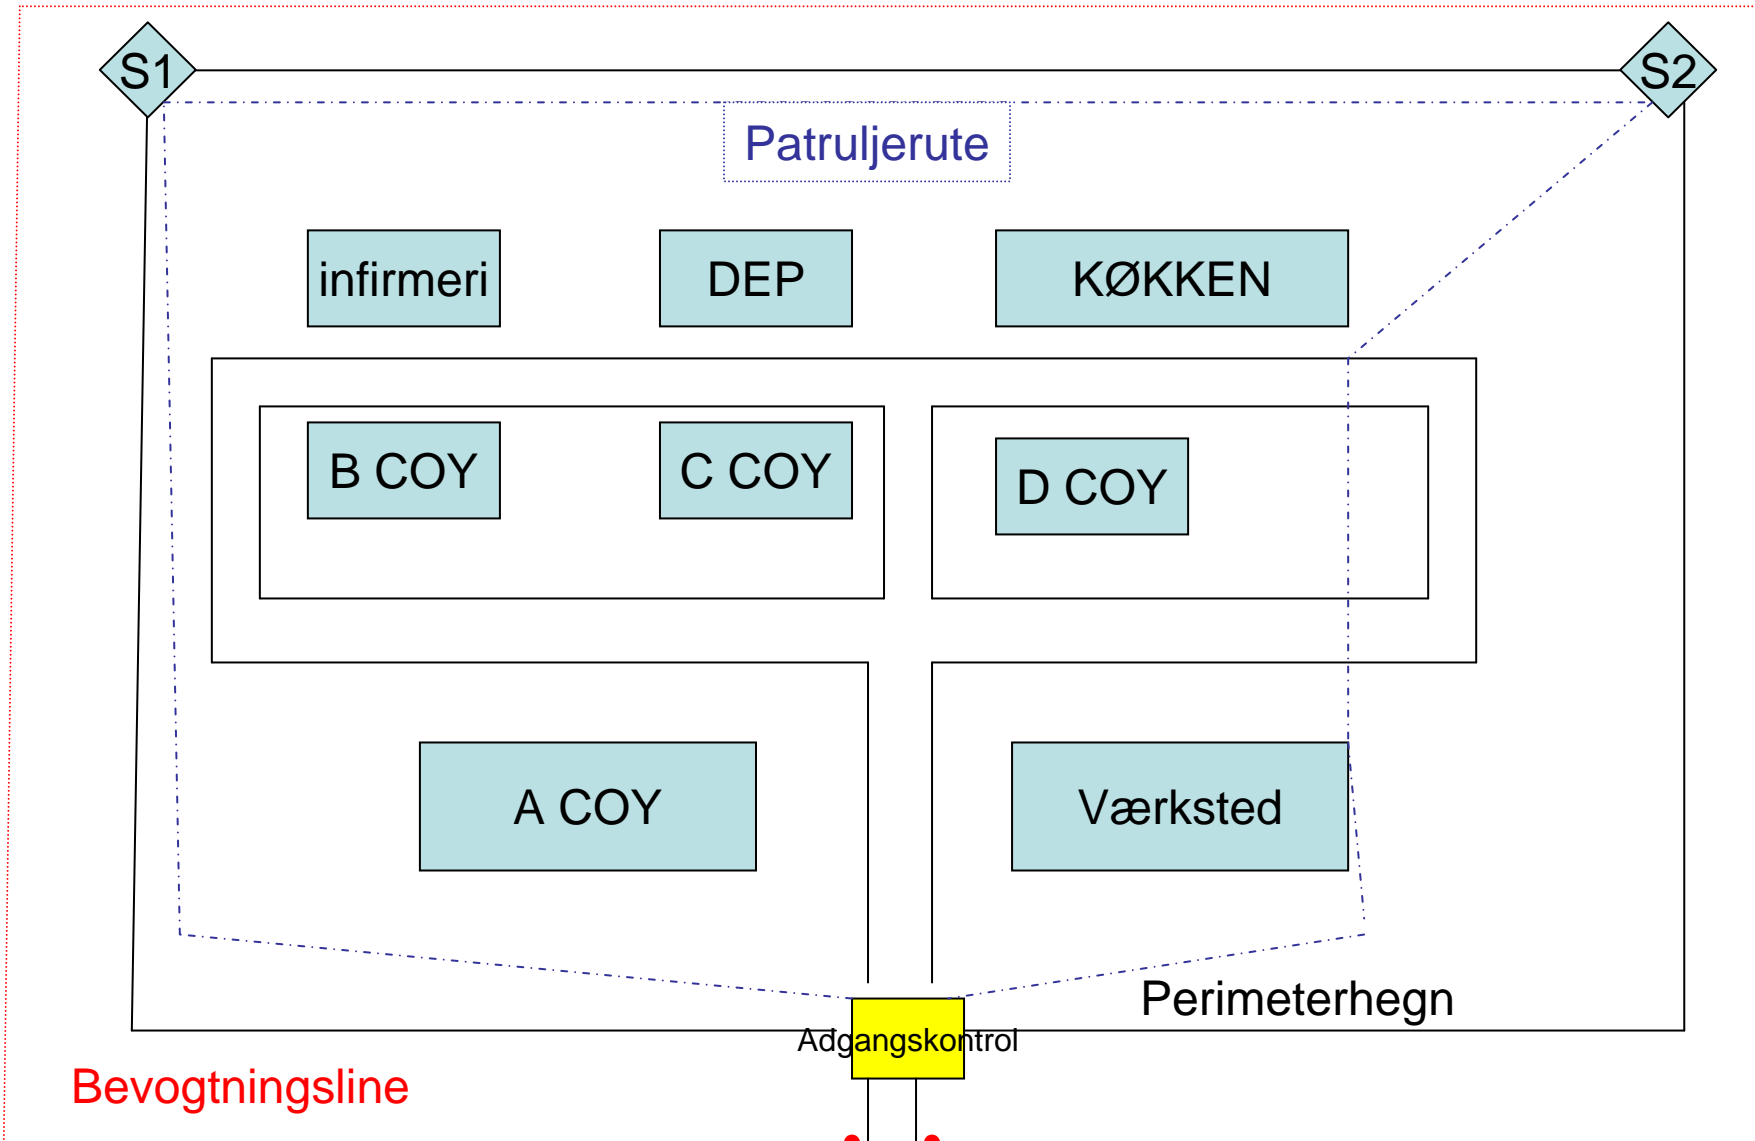 S1
S2
Patruljerute
infirmeri
DEP
KØKKEN
B COY
C COY
D COY
A COY
Værksted
Perimeterhegn
Adgangskontrol
Bevogtningsline